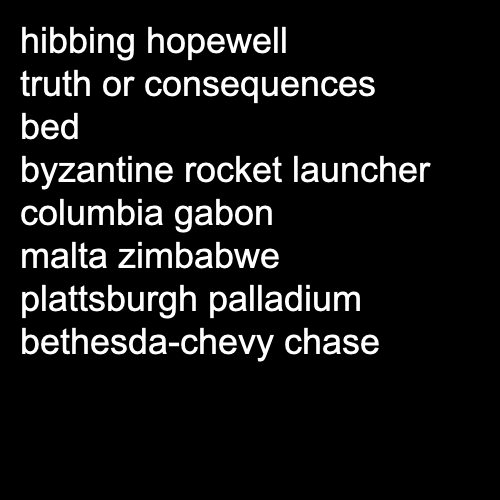 hibbing hopewell
truth or consequences
bed
byzantine rocket launcher
columbia gabon
malta zimbabwe
plattsburgh palladium
bethesda-chevy chase